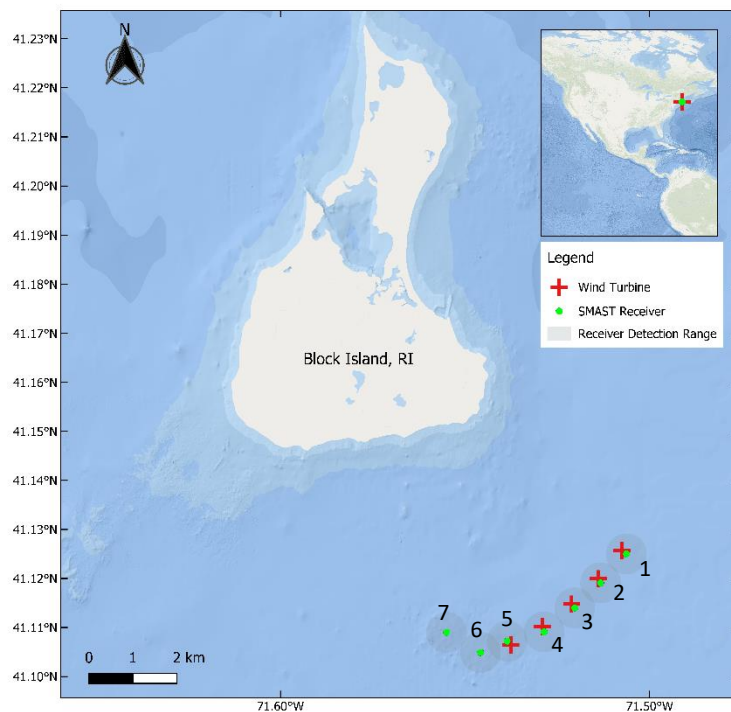 41.23°N
41.22°N
41.21°N
41.20°N
41.19°N
41.18°N
41.17°N
41.16°N
41.15°N
41.14°N
41.13°N
41.12°N
41.11°N
41.10°N
N
Legend
Wind Turbine
SMAST Receiver
Receiver Detection Range
Block Island, RI
1
2
3
4
5
6
7
0 1 2 km
71.60°W 71.50°W